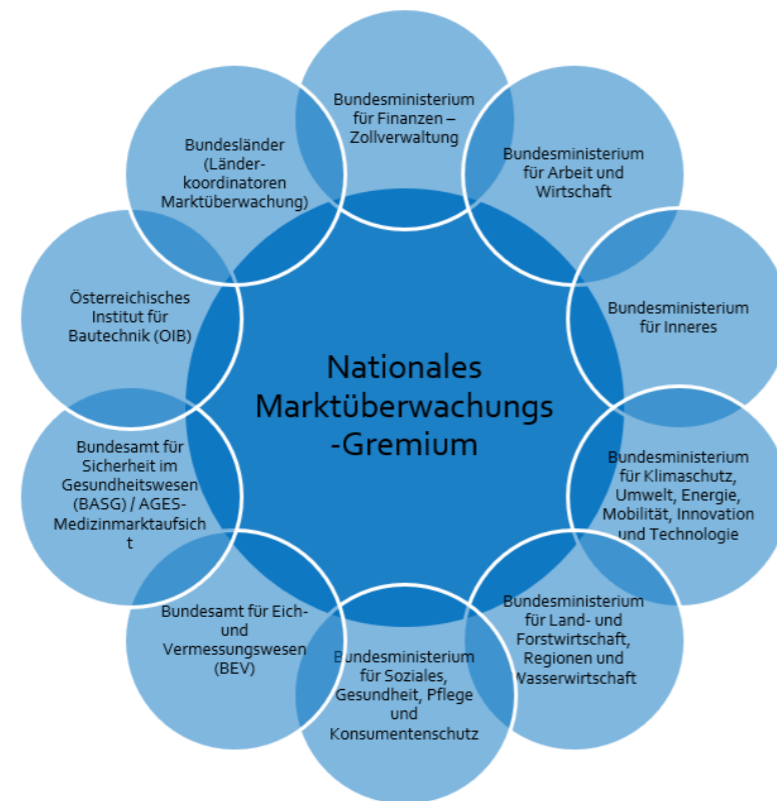 Bundesministerium
für Finanzen –
Zollverwaltung
Bundesministerium
für Arbeit und
Wirtschaft
Bundesministerium
für Inneres
Bundesministerium
für Klimaschutz,
Umwelt, Energie,
Mobilität, Innovation
und Technologie
Bundesministerium
für Land- und
Forstwirtschaft,
Regionen und
Wasserwirtschaft
Bundesministerium
für Soziales,
Gesundheit, Pflege
und
Konsumentenschutz
Bundesamt für Eich-
und
Vermessungswesen
(BEV)
Bundesamt für
Sicherheit im
Gesundheitswesen
(BASG) / AGES-
Medizinmarktaufsich
t
Österreichisches
Institut für
Bautechnik (OIB)
Bundesländer
(Länder-
koordinatoren
Marktüberwachung)
Nationales
Marktüberwachungs
-Gremium